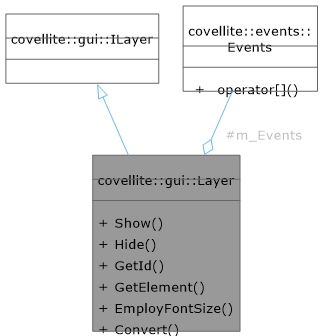 covellite::gui::ILayer
covellite::events::
Events
+ operator[]()
#m_Events
covellite::gui::Layer
+ Show()
+ Hide()
+ GetId()
+ GetElement()
+ EmployFontSize()
+ Convert()